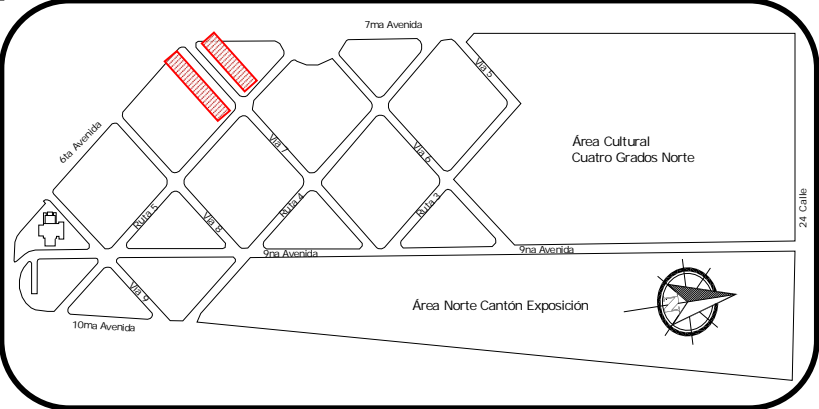 7ma Avenida
Vía 5
Área Cultural
Cuatro Grados Norte
6ta Avenida
Vía 7
Vía 6
24 Calle
Ruta 5
Vía 8
Ruta 4
Ruta 3
9na Avenida
9na Avenida
Vía 9
Área Norte Cantón Exposición
10ma Avenida